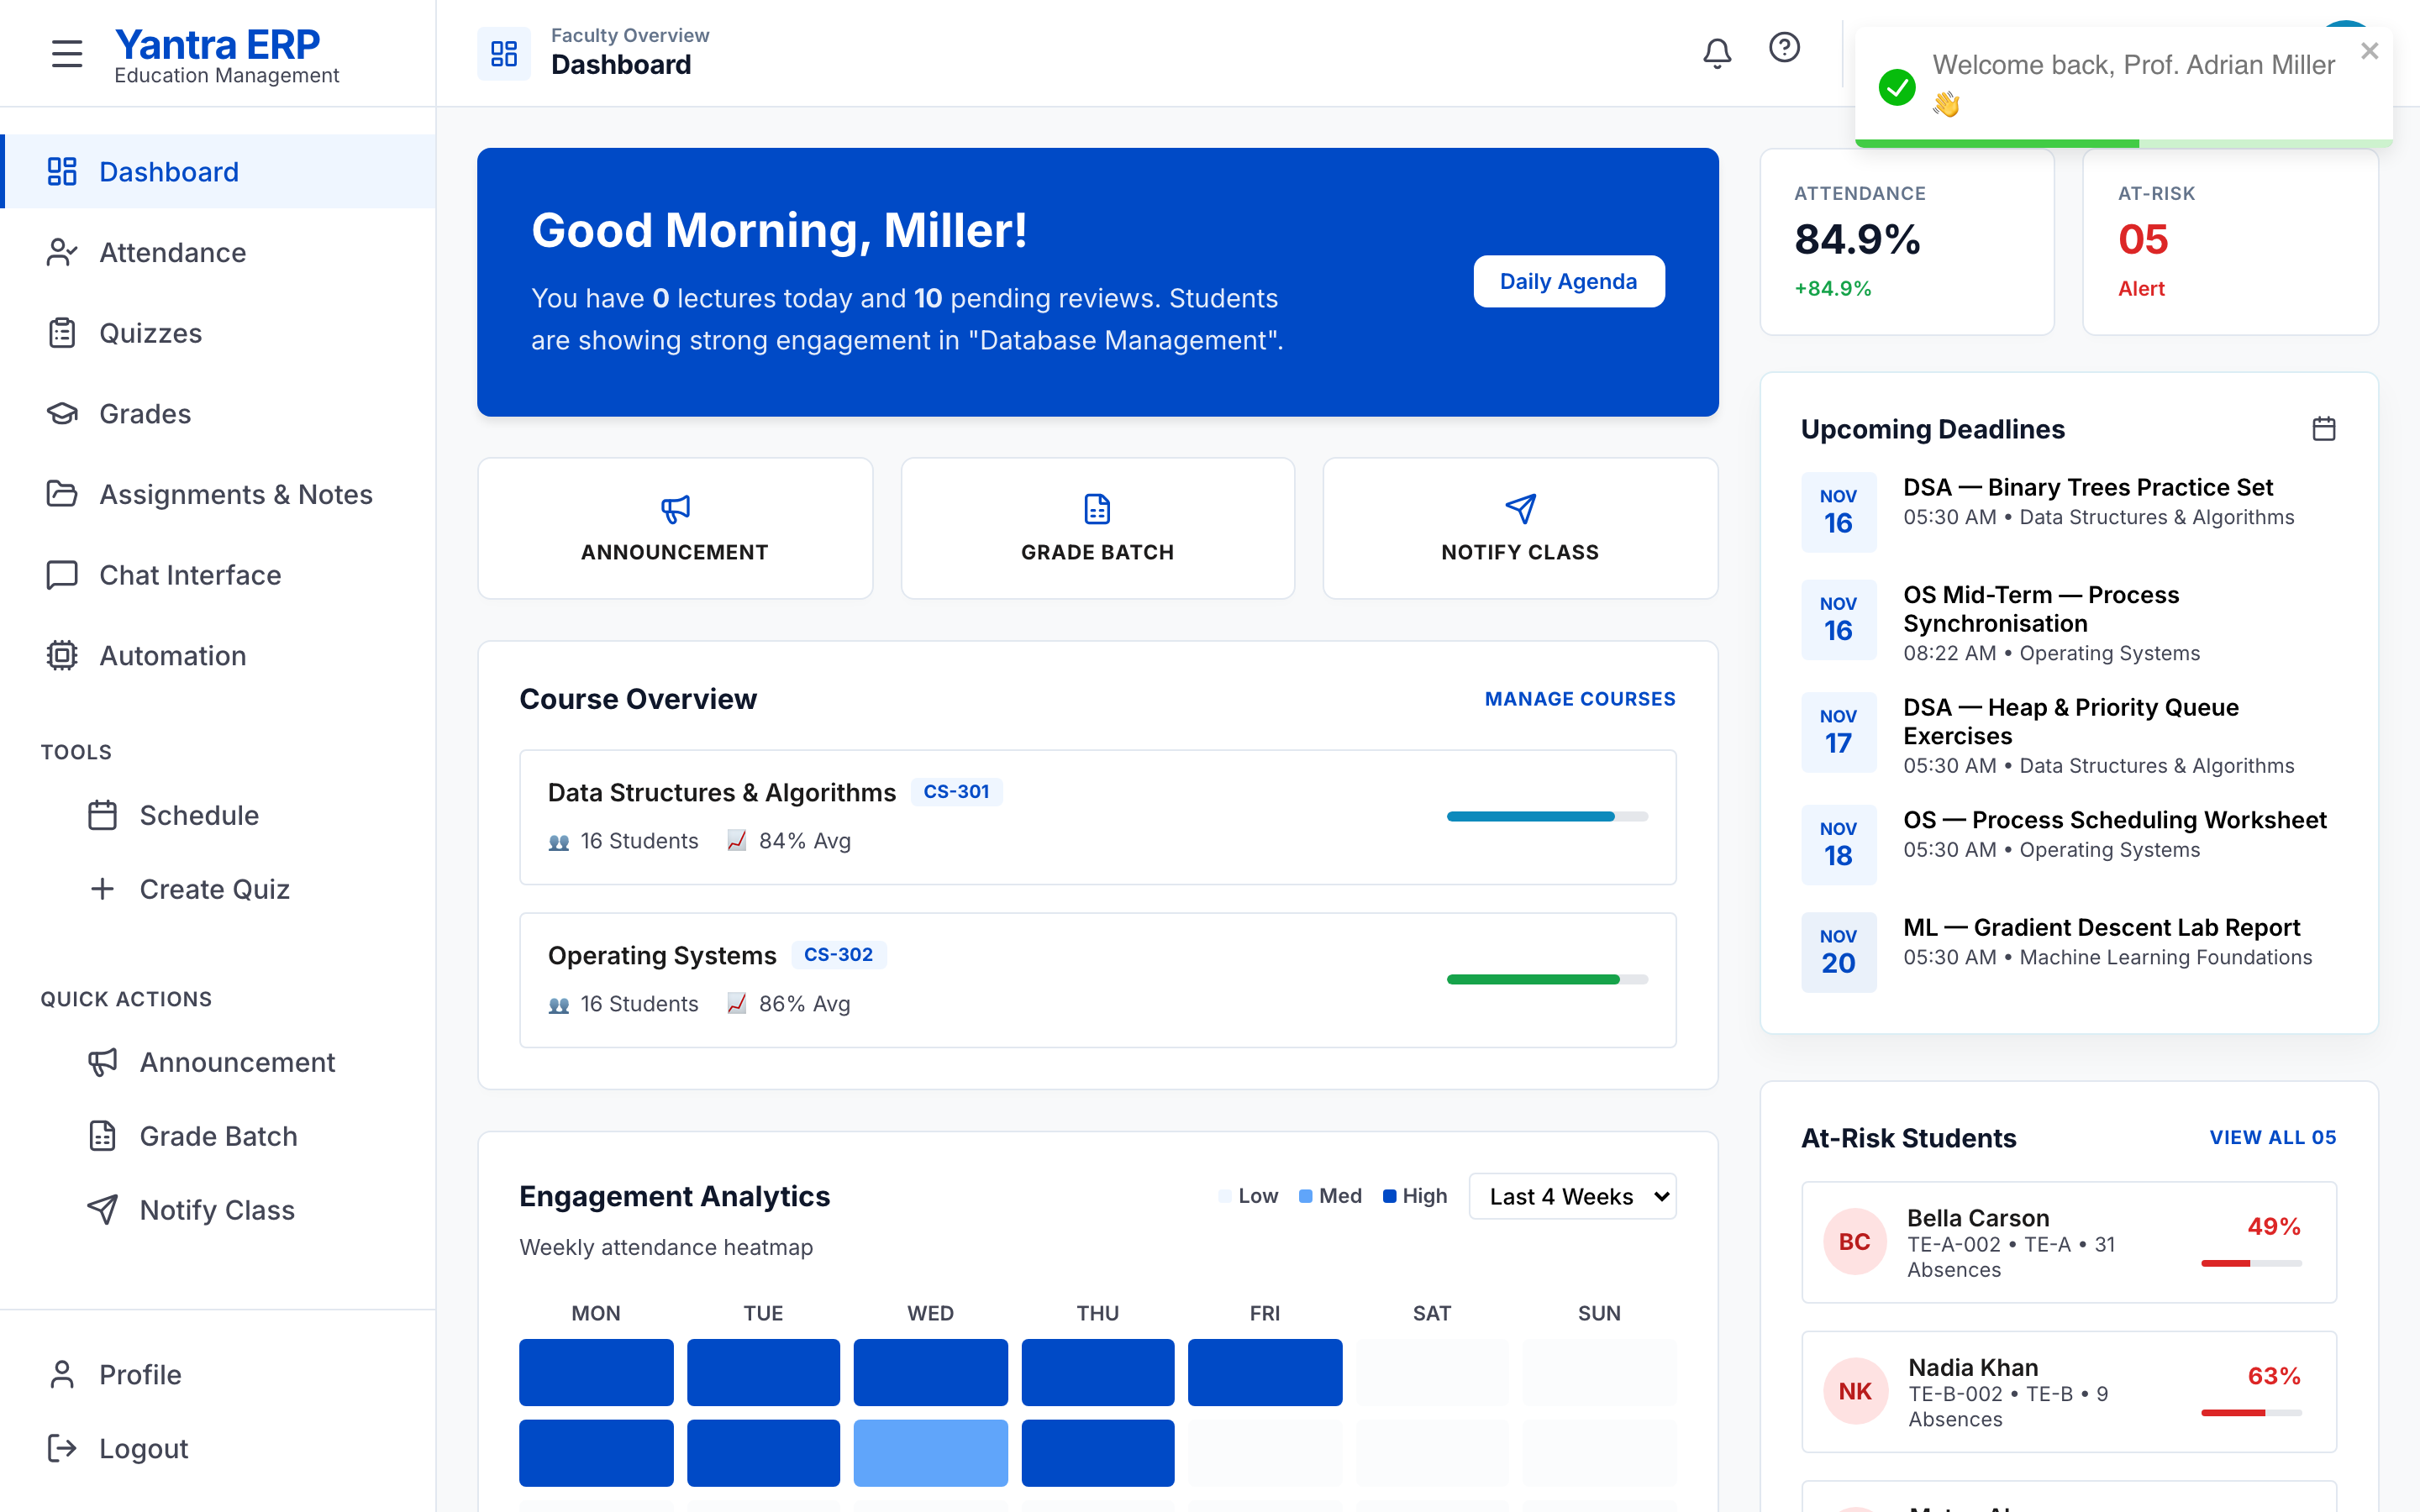 Yantra ERP
Education Management
Dashboard
Attendance
Quizzes
Grades
Assignments & Notes
Chat Interface
Automation
TOOLS
Schedule
Create Quiz
QUICK ACTIONS
Announcement
Grade Batch
Notify Class
Profile
Logout
Faculty Overview
Dashboard
Welcome back, Prof. Adrian Miller
👋
Good Morning, Miller!
You have 0 lectures today and 10 pending reviews. Students
are showing strong engagement in "Database Management".
Daily Agenda
ANNOUNCEMENT
GRADE BATCH
NOTIFY CLASS
Course Overview
MANAGE COURSES
Data Structures & Algorithms CS-301
16 Students 84% Avg
Operating Systems CS-302
16 Students 86% Avg
Engagement Analytics
Low Med High
Last 4 Weeks
Weekly attendance heatmap
MON TUE WED THU FRI SAT SUN
ATTENDANCE
84.9%
+84.9%
AT-RISK
05
Alert
Upcoming Deadlines
NOV
16
DSA — Binary Trees Practice Set
05:30 AM • Data Structures & Algorithms
NOV
16
OS Mid-Term — Process
Synchronisation
08:22 AM • Operating Systems
NOV
17
DSA — Heap & Priority Queue
Exercises
05:30 AM • Data Structures & Algorithms
NOV
18
OS — Process Scheduling Worksheet
05:30 AM • Operating Systems
NOV
20
ML — Gradient Descent Lab Report
05:30 AM • Machine Learning Foundations
At-Risk Students
VIEW ALL 05
BC
Bella Carson
TE-A-002 • TE-A • 31
Absences
49%
NK
Nadia Khan
TE-B-002 • TE-B • 9
Absences
63%